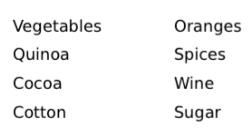 Vegetables Oranges
Quinoa Spices
Cocoa Wine
Cotton Sugar